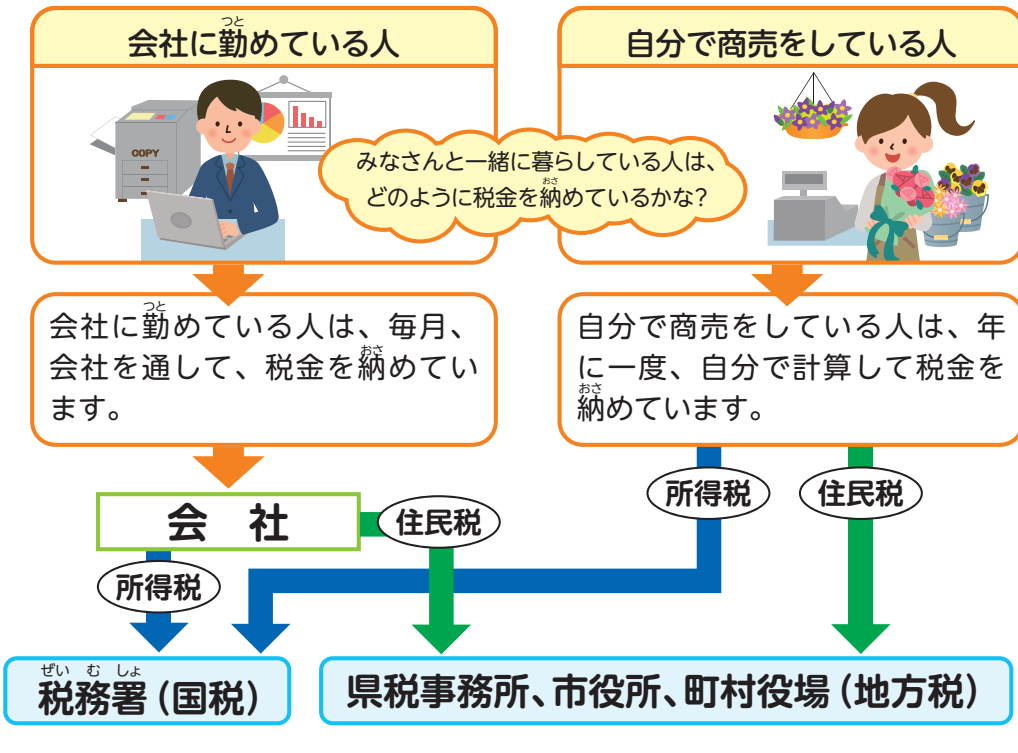 会社に勤めている人
自分で商売をしている人
COPY
みなさんと一緒に暮らしている人は、
どのように税金を納めているかな?
会社に勤めている人は、毎月、
会社を通して、税金を納めてい
ます。
自分で商売をしている人は、年
に一度、自分で計算して税金を
納めています。
会 社
住民税
所得税
所得税
住民税
税務署(国税)
県税事務所、市役所、町村役場(地方税)